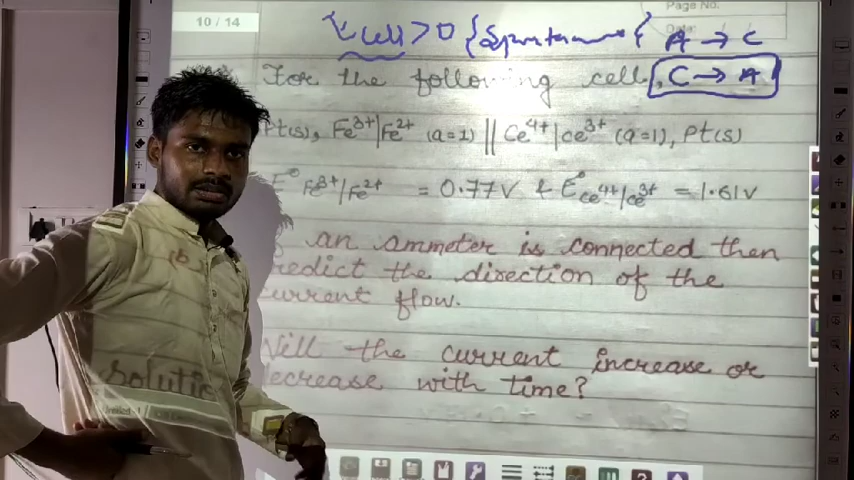 Page No.
10 / 14
Ecell > 0 { Spontaneous { A → C
For the following cell, C → A
Pt(s), Fe³⁺|Fe²⁺ (a=1) || Ce⁴⁺|Ce³⁺ (a=1), Pt(s)
E° Fe³⁺/Fe²⁺ = 0.77V & E° Ce⁴⁺/Ce³⁺ = 1.61V
an ammeter is connected then
redict the direction of the
current flow.
Will the current increase or
decrease with time?
Solutio